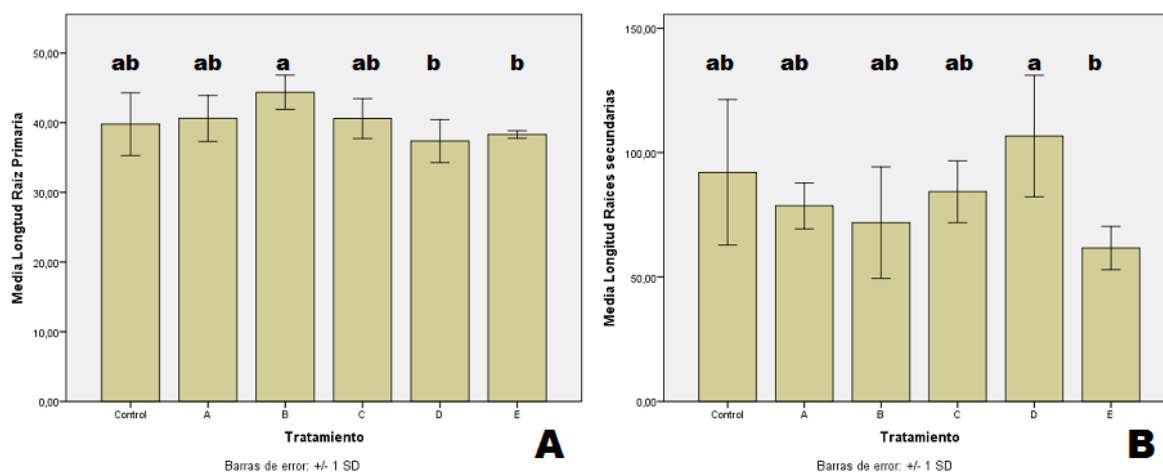 Media Longtud Raiz Primaria
50,00
40,00
30,00
20,00
10,00
0,00
ab ab a ab b b
Control A B C D E
Tratamiento
Barras de error: +/- 1 SD
A
Media Longitud Raices secundarias
150,00
100,00
50,00
0,00
ab ab ab ab a b
Control A B C D E
Tratamiento
Barras de error: +/- 1 SD
B